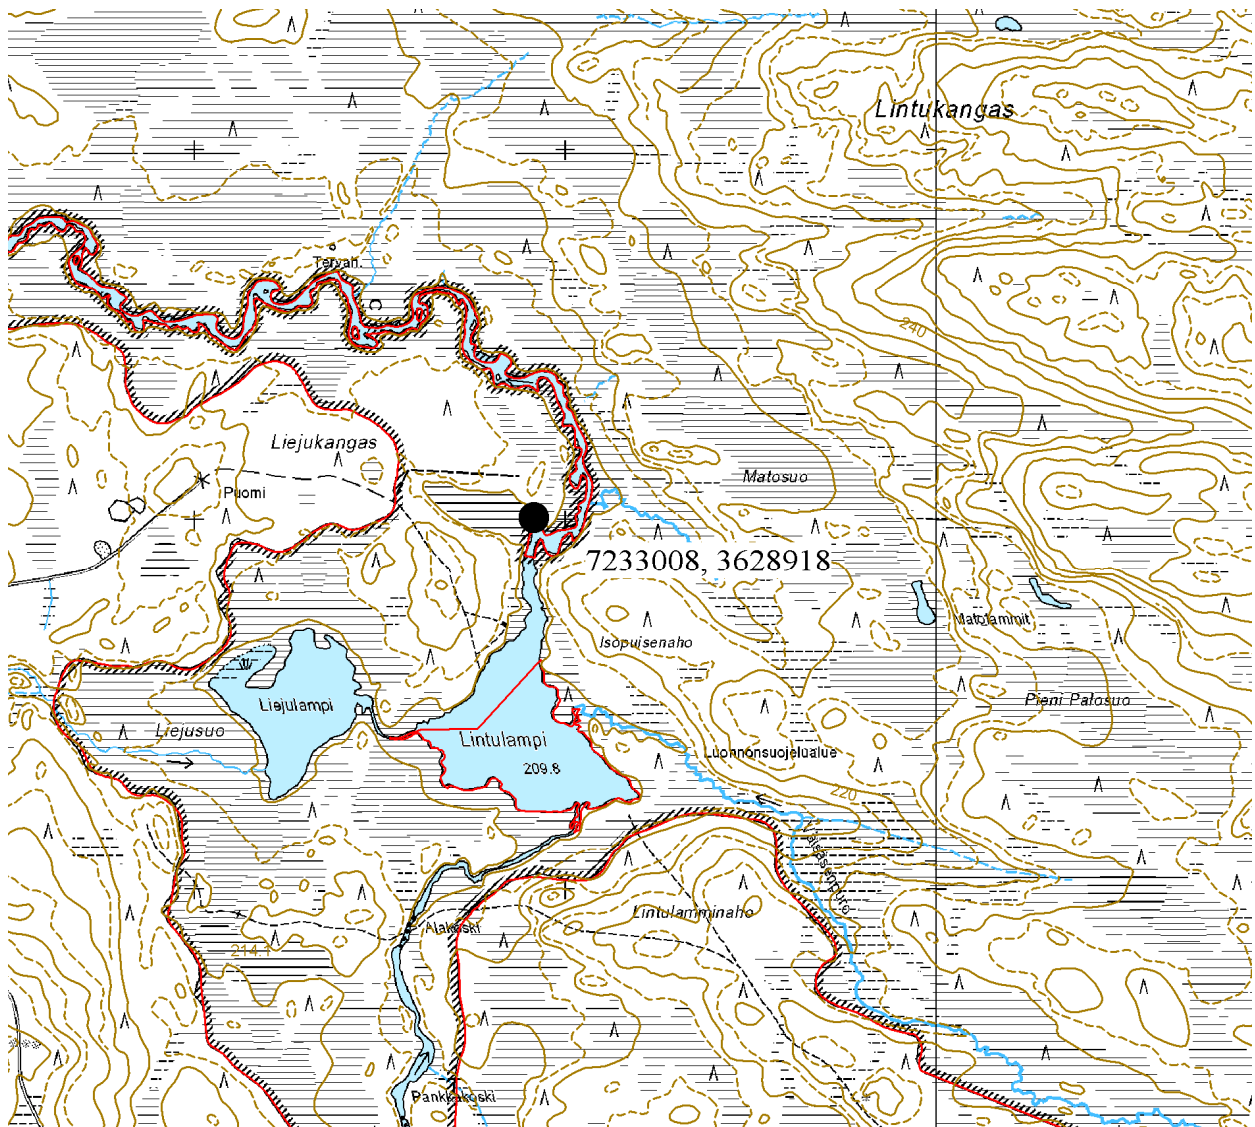 Lintukangas
Tervah.
240
Liejukangas
Matosuo
Puomi
7233008, 3628918
Matolammit
Isopuisenaho
Pieni Palosuo
Liejulampi
Liejusuo
Lintulampi
Luonnonsuojelualue
209.8
220
Vaisasenpuro
Lintulamminaho
Alakoski
214.1
Pankkakoski